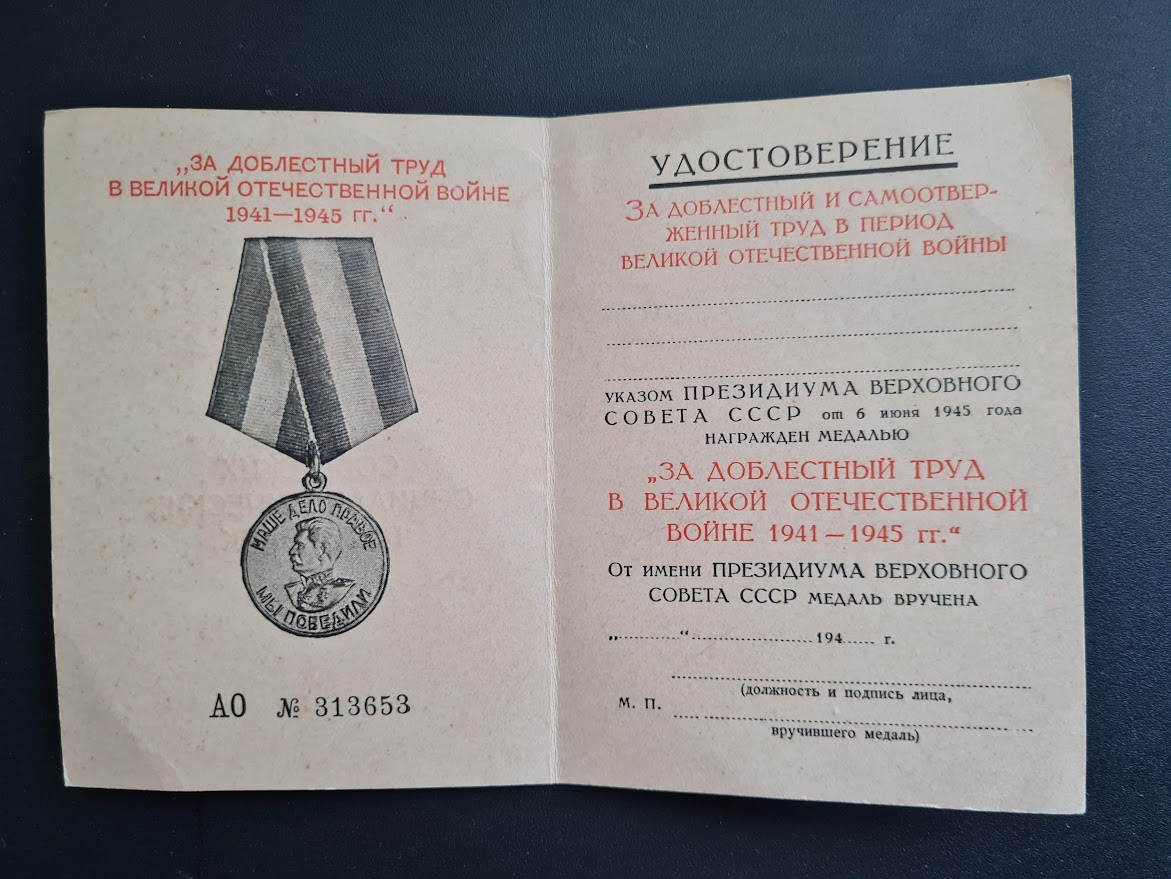 „ЗА ДОБЛЕСТНЫЙ ТРУД
В ВЕЛИКОЙ ОТЕЧЕСТВЕННОЙ ВОЙНЕ
1941—1945 гг.“
НАШЕ ДЕЛО ПРАВОЕ
МЫ ПОБЕДИЛИ
АО № 313653
УДОСТОВЕРЕНИЕ
ЗА ДОБЛЕСТНЫЙ И САМООТВЕР-
ЖЕННЫЙ ТРУД В ПЕРИОД
ВЕЛИКОЙ ОТЕЧЕСТВЕННОЙ ВОЙНЫ
УКАЗОМ ПРЕЗИДИУМА ВЕРХОВНОГО
СОВЕТА СССР от 6 июня 1945 года
НАГРАЖДЕН МЕДАЛЬЮ
„ЗА ДОБЛЕСТНЫЙ ТРУД
В ВЕЛИКОЙ ОТЕЧЕСТВЕННОЙ
ВОЙНЕ 1941—1945 гг.“
От имени ПРЕЗИДИУМА ВЕРХОВНОГО
СОВЕТА СССР МЕДАЛЬ ВРУЧЕНА
„..........“....................194..... г.
(должность и подпись лица,
М. П.
вручившего медаль)